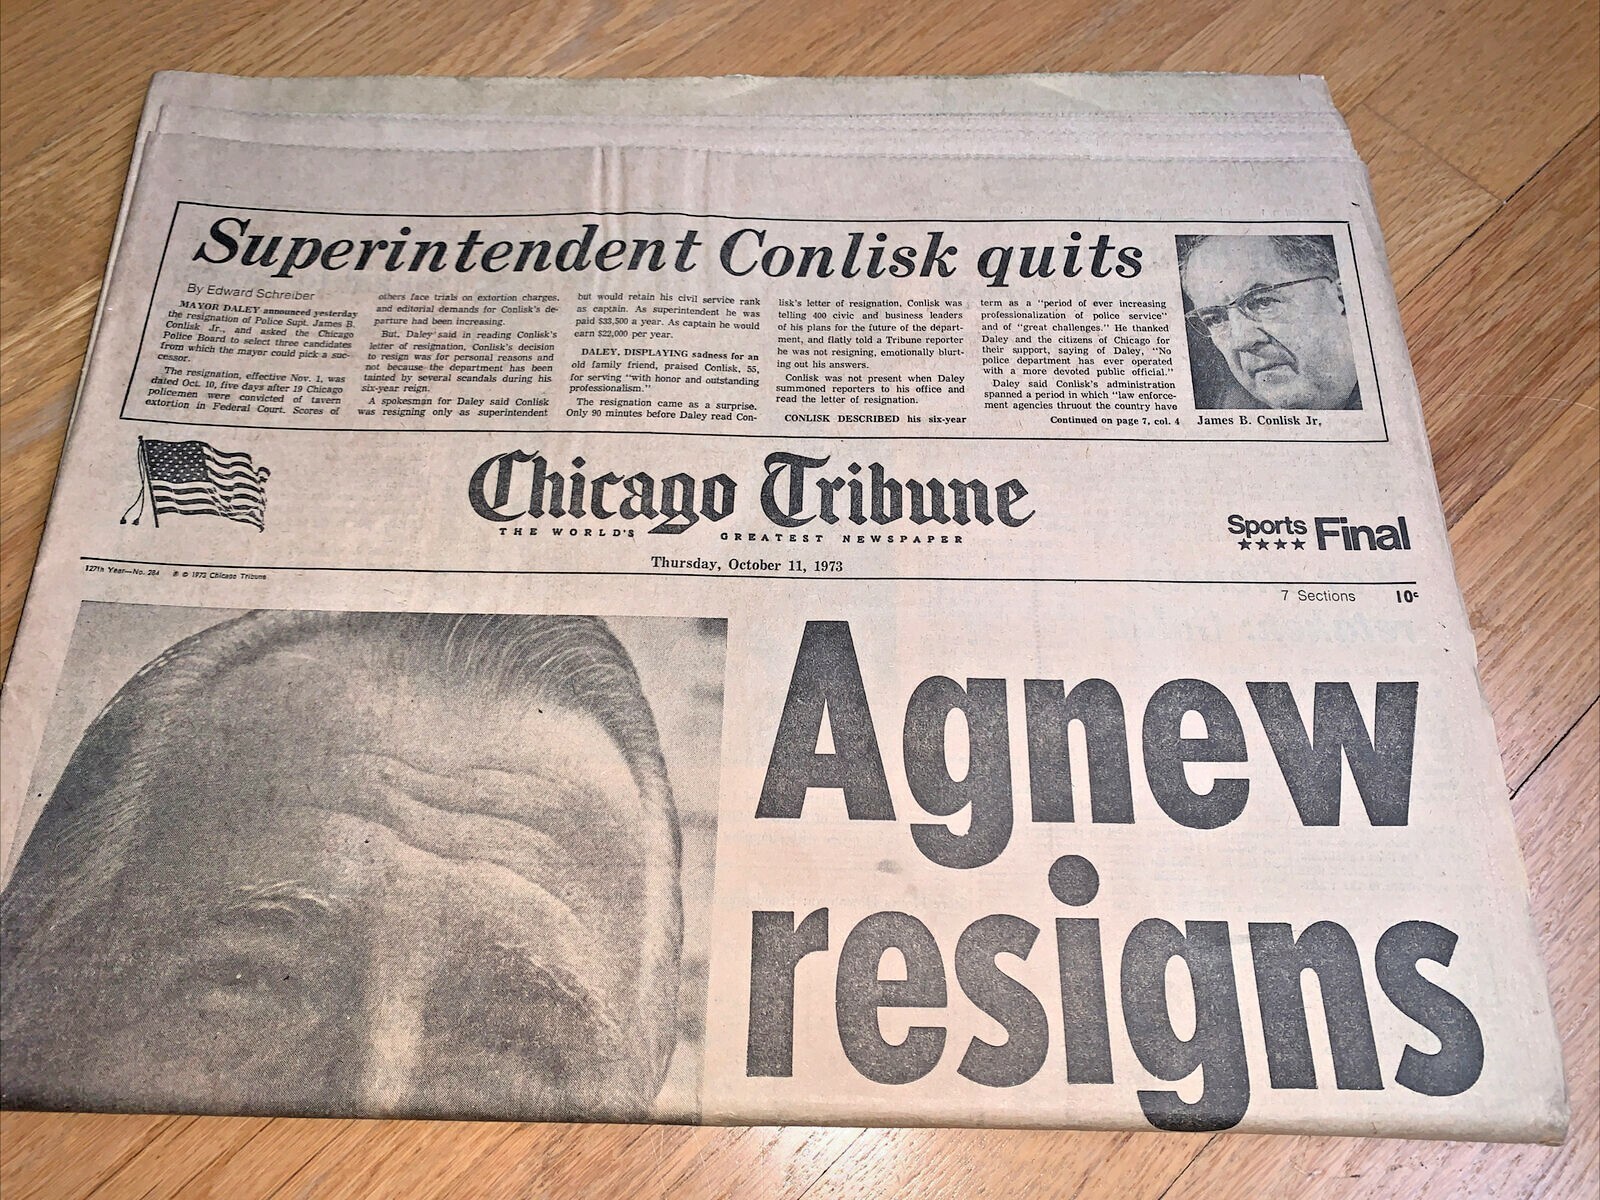 Superintendent Conlisk quits
By Edward Schreiber
MAYOR DALEY announced yesterday
the resignation of Police Supt. James B.
Conlisk Jr., and asked the Chicago
Police Board to select three candidates
from which the mayor could pick a suc-
cessor.
The resignation, effective Nov. 1, was
dated Oct. 10, five days after 19 Chicago
policemen were convicted of tavern
extortion in Federal Court. Scores of
others face trials on extortion charges,
and editorial demands for Conlisk's de-
parture had been increasing.
But, Daley said in reading Conlisk's
letter of resignation, Conlisk's decision
to resign was for personal reasons and
not because the department has been
tainted by several scandals during his
six-year reign.
A spokesman for Daley said Conlisk
was resigning only as superintendent
but would retain his civil service rank
as captain. As superintendent he was
paid $33,500 a year. As captain he would
earn $22,000 per year.
DALEY, DISPLAYING sadness for an
old family friend, praised Conlisk, 55,
for serving "with honor and outstanding
professionalism."
The resignation came as a surprise.
Only 90 minutes before Daley read Con-
lisk's letter of resignation, Conlisk was
telling 400 civic and business leaders
of his plans for the future of the depart-
ment, and flatly told a Tribune reporter
he was not resigning, emotionally blurt-
ing out his answers.
Conlisk was not present when Daley
summoned reporters to his office and
read the letter of resignation.
CONLISK DESCRIBED his six-year
term as a "period of ever increasing
professionalization of police service"
and of "great challenges." He thanked
Daley and the citizens of Chicago for
their support, saying of Daley, "No
police department has ever operated
with a more devoted public official."
Daley said Conlisk's administration
spanned a period in which "law enforce-
ment agencies thruout the country have
Continued on page 7, col. 4
James B. Conlisk Jr.
Chicago Tribune
THE WORLD'S GREATEST NEWSPAPER
Sports Final
★★★★
Thursday, October 11, 1973
127th Year—No. 284 ® © 1973 Chicago Tribune
7 Sections 10¢
Agnew
resigns